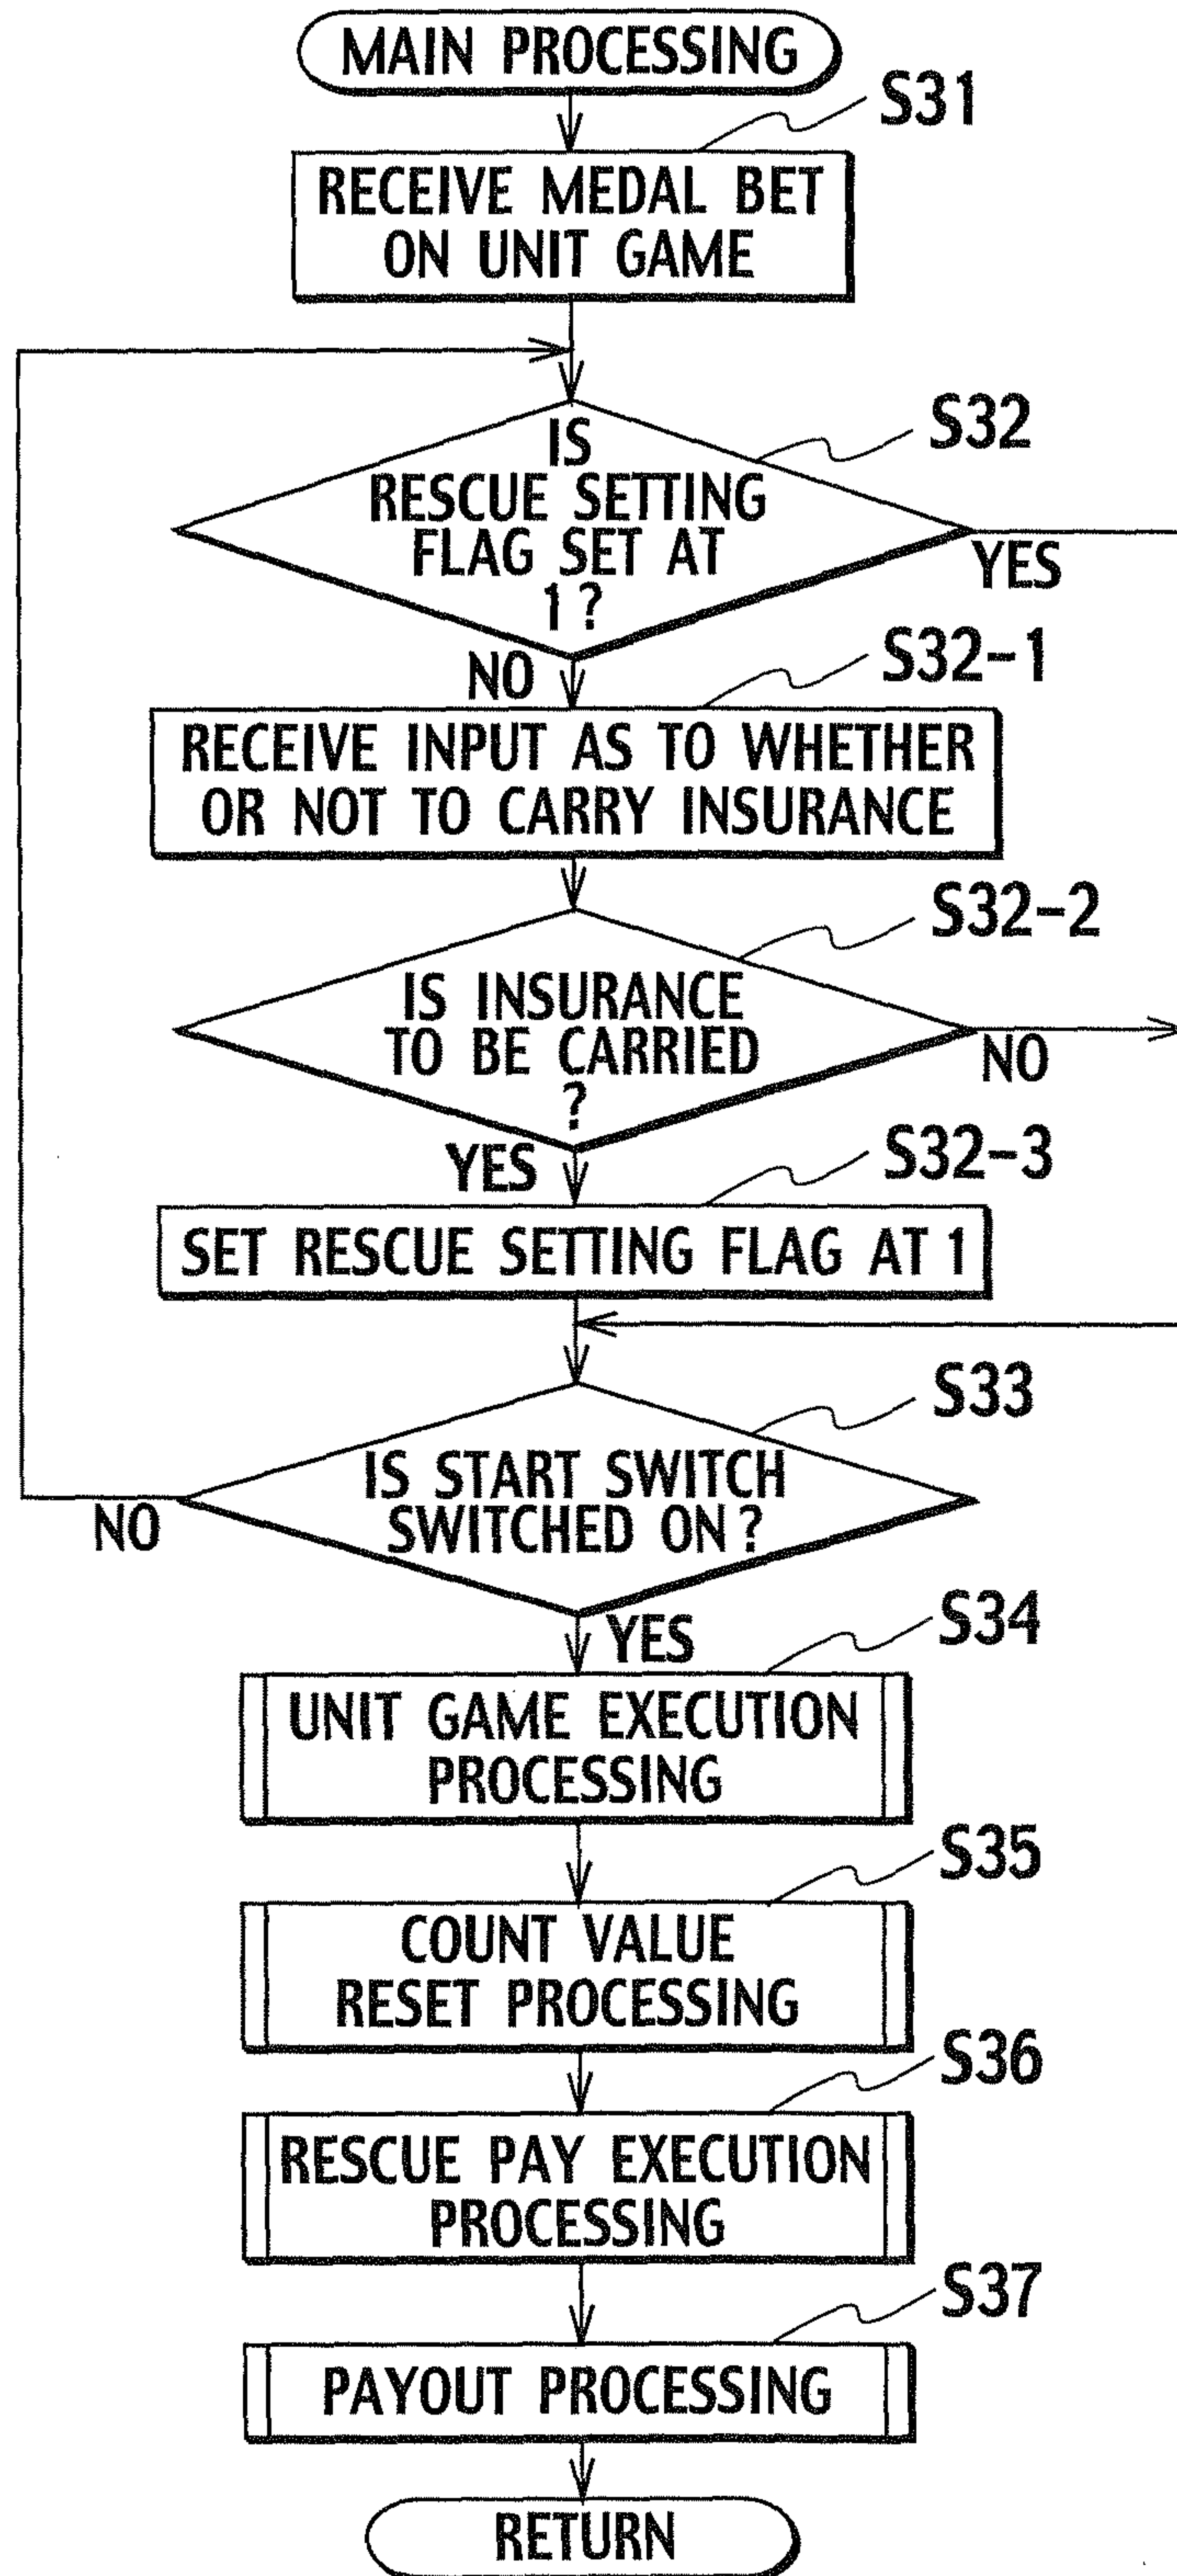 MAIN PROCESSING
S31
RECEIVE MEDAL BET
ON UNIT GAME
S32
IS
RESCUE SETTING
FLAG SET AT
1?
YES
NO
S32-1
RECEIVE INPUT AS TO WHETHER
OR NOT TO CARRY INSURANCE
S32-2
IS INSURANCE
TO BE CARRIED
?
NO
YES
S32-3
SET RESCUE SETTING FLAG AT 1
S33
IS START SWITCH
SWITCHED ON?
NO
YES
S34
UNIT GAME EXECUTION
PROCESSING
S35
COUNT VALUE
RESET PROCESSING
S36
RESCUE PAY EXECUTION
PROCESSING
S37
PAYOUT PROCESSING
RETURN